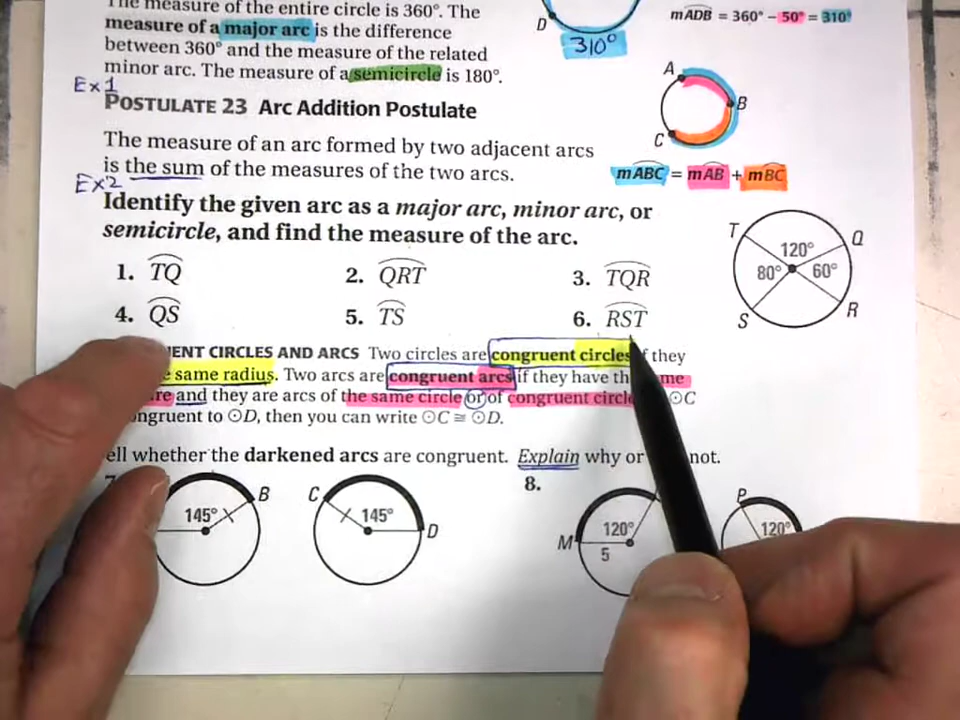 The measure of the entire circle is 360°. The
measure of a major arc is the difference
between 360° and the measure of the related
minor arc. The measure of a semicircle is 180°.
D
310°
mADB = 360° − 50° = 310°
Ex1
POSTULATE 23 Arc Addition Postulate
The measure of an arc formed by two adjacent arcs
is the sum of the measures of the two arcs.
A
B
C
mABC = mAB + mBC
Ex2
Identify the given arc as a major arc, minor arc, or
semicircle, and find the measure of the arc.
1. TQ
2. QRT
3. TQR
4. QS
5. TS
6. RST
T
Q
120°
80°
60°
S
R
ENT CIRCLES AND ARCS Two circles are congruent circles if they
same radius. Two arcs are congruent arcs if they have th me
re and they are arcs of the same circle or of congruent circle ⊙C
ngruent to ⊙D, then you can write ⊙C ≅ ⊙D.
ell whether the darkened arcs are congruent. Explain why or not.
145°
B
C
145°
D
8.
M
120°
5
P
120°